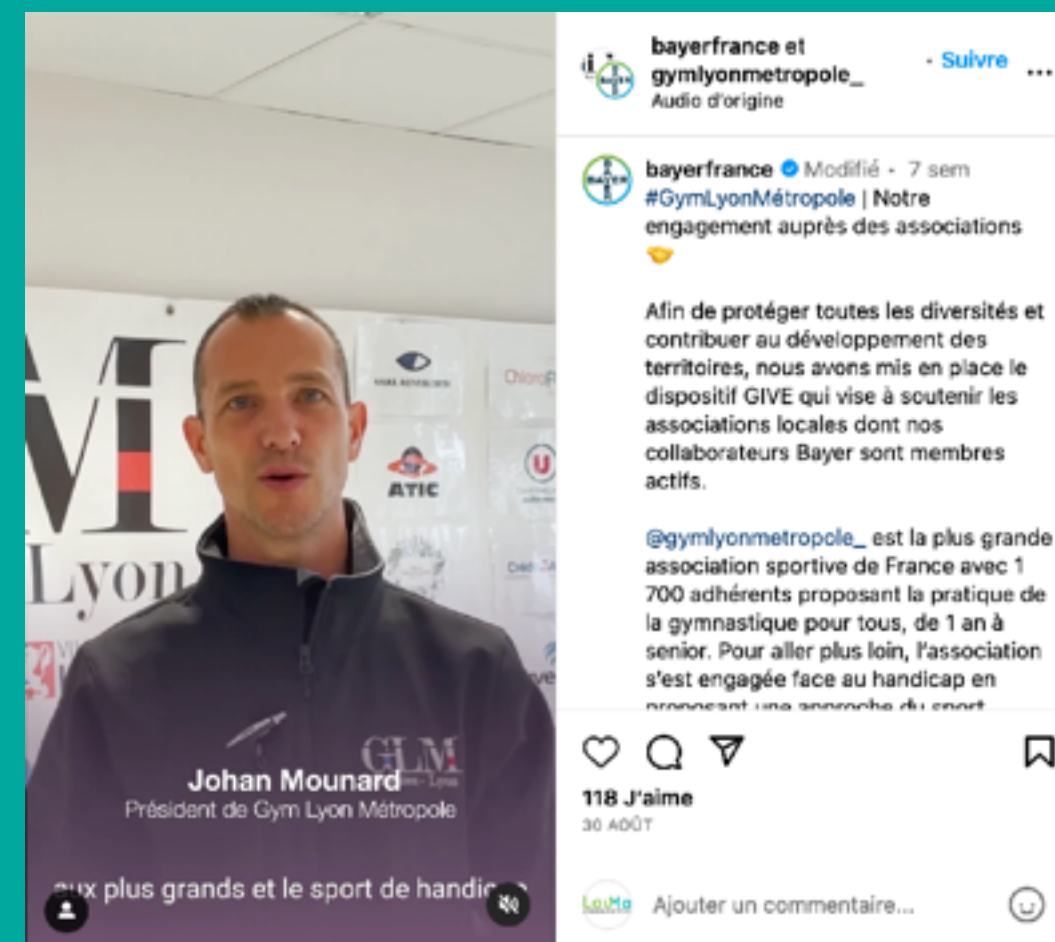 M
Lyon
ATIC
U
GLM
Johan Mounard
Président de Gym Lyon Métropole
aux plus grands et le sport de
bayerfrance et
gymlyonmetropole_
Audio d'origine
· Suivre
...
bayerfrance Modifié · 7 sem
#GymLyonMétropole | Notre
engagement auprès des associations
🤝
Afin de protéger toutes les diversités et
contribuer au développement des
territoires, nous avons mis en place le
dispositif GIVE qui vise à soutenir les
associations locales dont nos
collaborateurs Bayer sont membres
actifs.
@gymlyonmetropole_ est la plus grande
association sportive de France avec 1
700 adhérents proposant la pratique de
la gymnastique pour tous, de 1 an à
senior. Pour aller plus loin, l'association
s'est engagée face au handicap en
proposant une approche du sport
118 J'aime
30 AOÛT
Ajouter un commentaire...